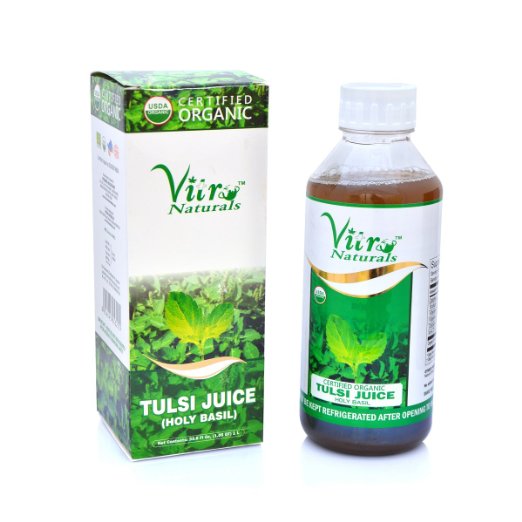 USDA
ORGANIC
CERTIFIED
ORGANIC
Viiro™
Naturals
TULSI JUICE
(HOLY BASIL)
Viiro™
Naturals
CERTIFIED ORGANIC
TULSI JUICE
HOLY BASIL
BE KEPT REFRIGERATED AFTER OPENING TO